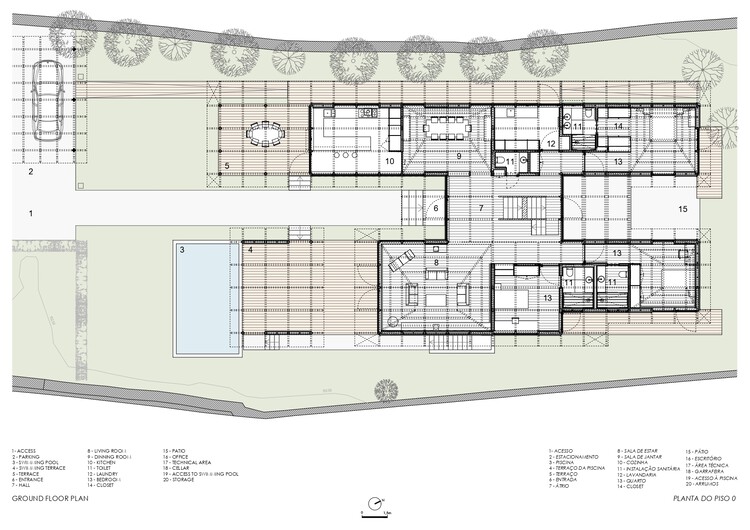 2
1
3
4
5
10
9
11
12
11
14
13
6
7
15
8
13
13
11
11
1- ACCESS
2 - PARKING
3 - SWIMMING POOL
4 - SWIMMING TERRACE
5 - TERRACE
6 - ENTRANCE
7 - HALL
8 - LIVING ROOM
9 - DINNING ROOM
10 - KITCHEN
11 - TOILET
12 - LAUNDRY
13 - BEDROOM
14 - CLOSET
15 - PATIO
16 - OFFICE
17 - TECHNICAL AREA
18 - CELLAR
19 - ACCESS TO SWIMMING POOL
20 - STORAGE
1- ACESSO
2 - ESTACIONAMENTO
3 - PISCINA
4 - TERRAÇO DA PISCINA
5 - TERRAÇO
6 - ENTRADA
7 - ÁTRIO
8 - SALA DE ESTAR
9 - SALA DE JANTAR
10 - COZINHA
11 - INSTALAÇÃO SANITÁRIA
12 - LAVANDARIA
13 - QUARTO
14 - CLOSET
15 - PÁTIO
16 - ESCRITÓRIO
17 - ÁREA TÉCNICA
18 - GARRAFEIRA
19 - ACESSO À PISCINA
20 - ARRUMOS
GROUND FLOOR PLAN
N
0 1,5m
PLANTA DO PISO 0